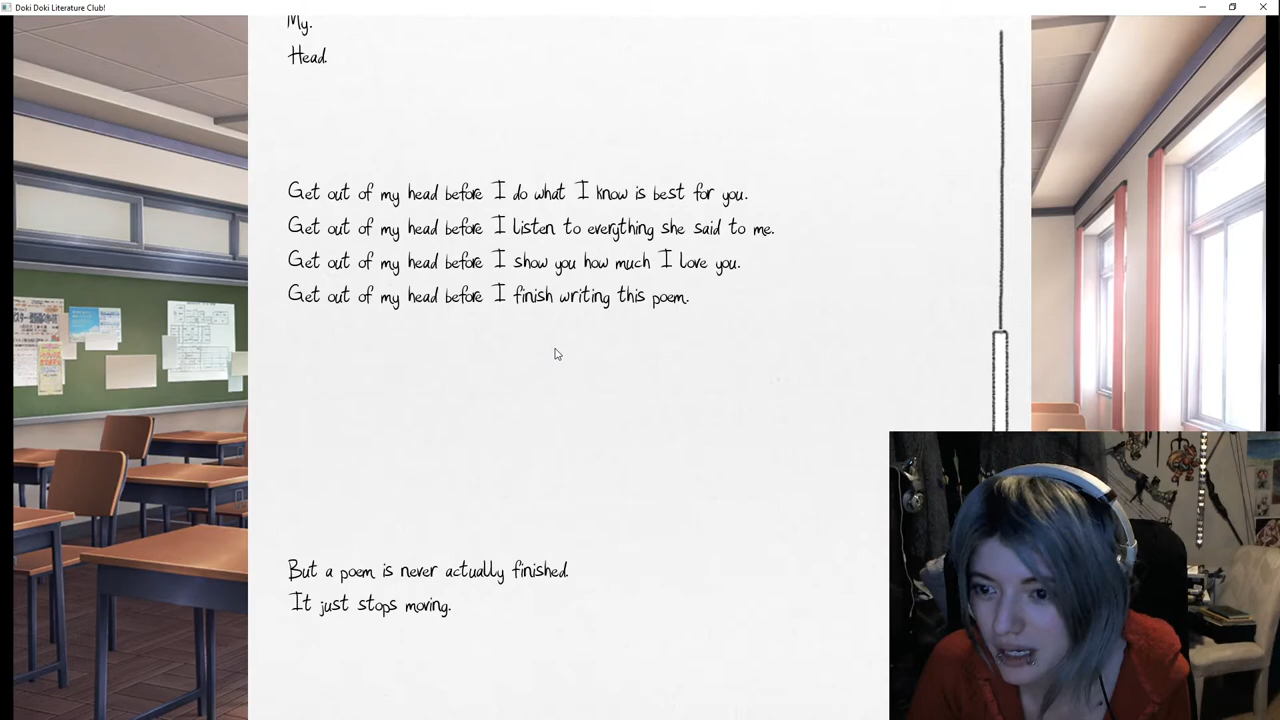 Doki Doki Literature Club!
My.
Head.
Get out of my head before I do what I know is best for you.
Get out of my head before I listen to everything she said to me.
Get out of my head before I show you how much I love you.
Get out of my head before I finish writing this poem.
But a poem is never actually finished.
It just stops moving.